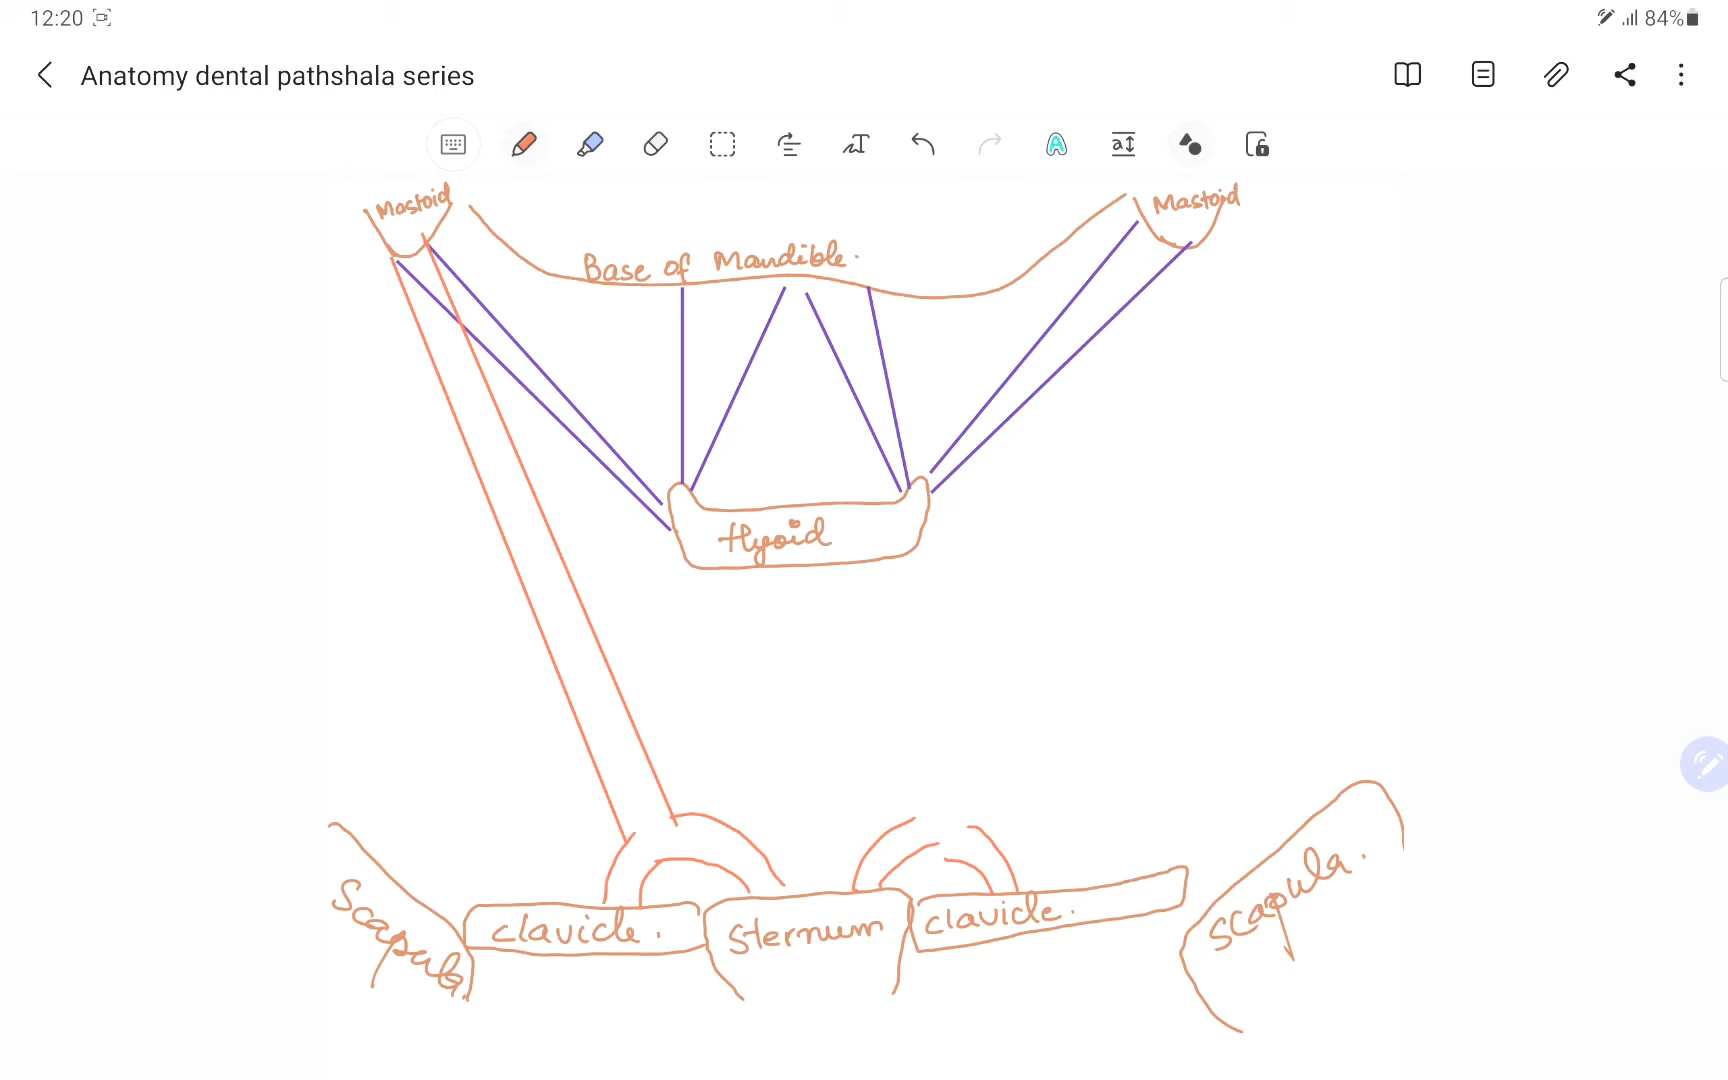 12:20
84%
Anatomy dental pathshala series
Mastoid
Mastoid
Base of Mandible.
Hyoid
Scapula.
clavicle.
Sternum
clavicle.
Scapula.